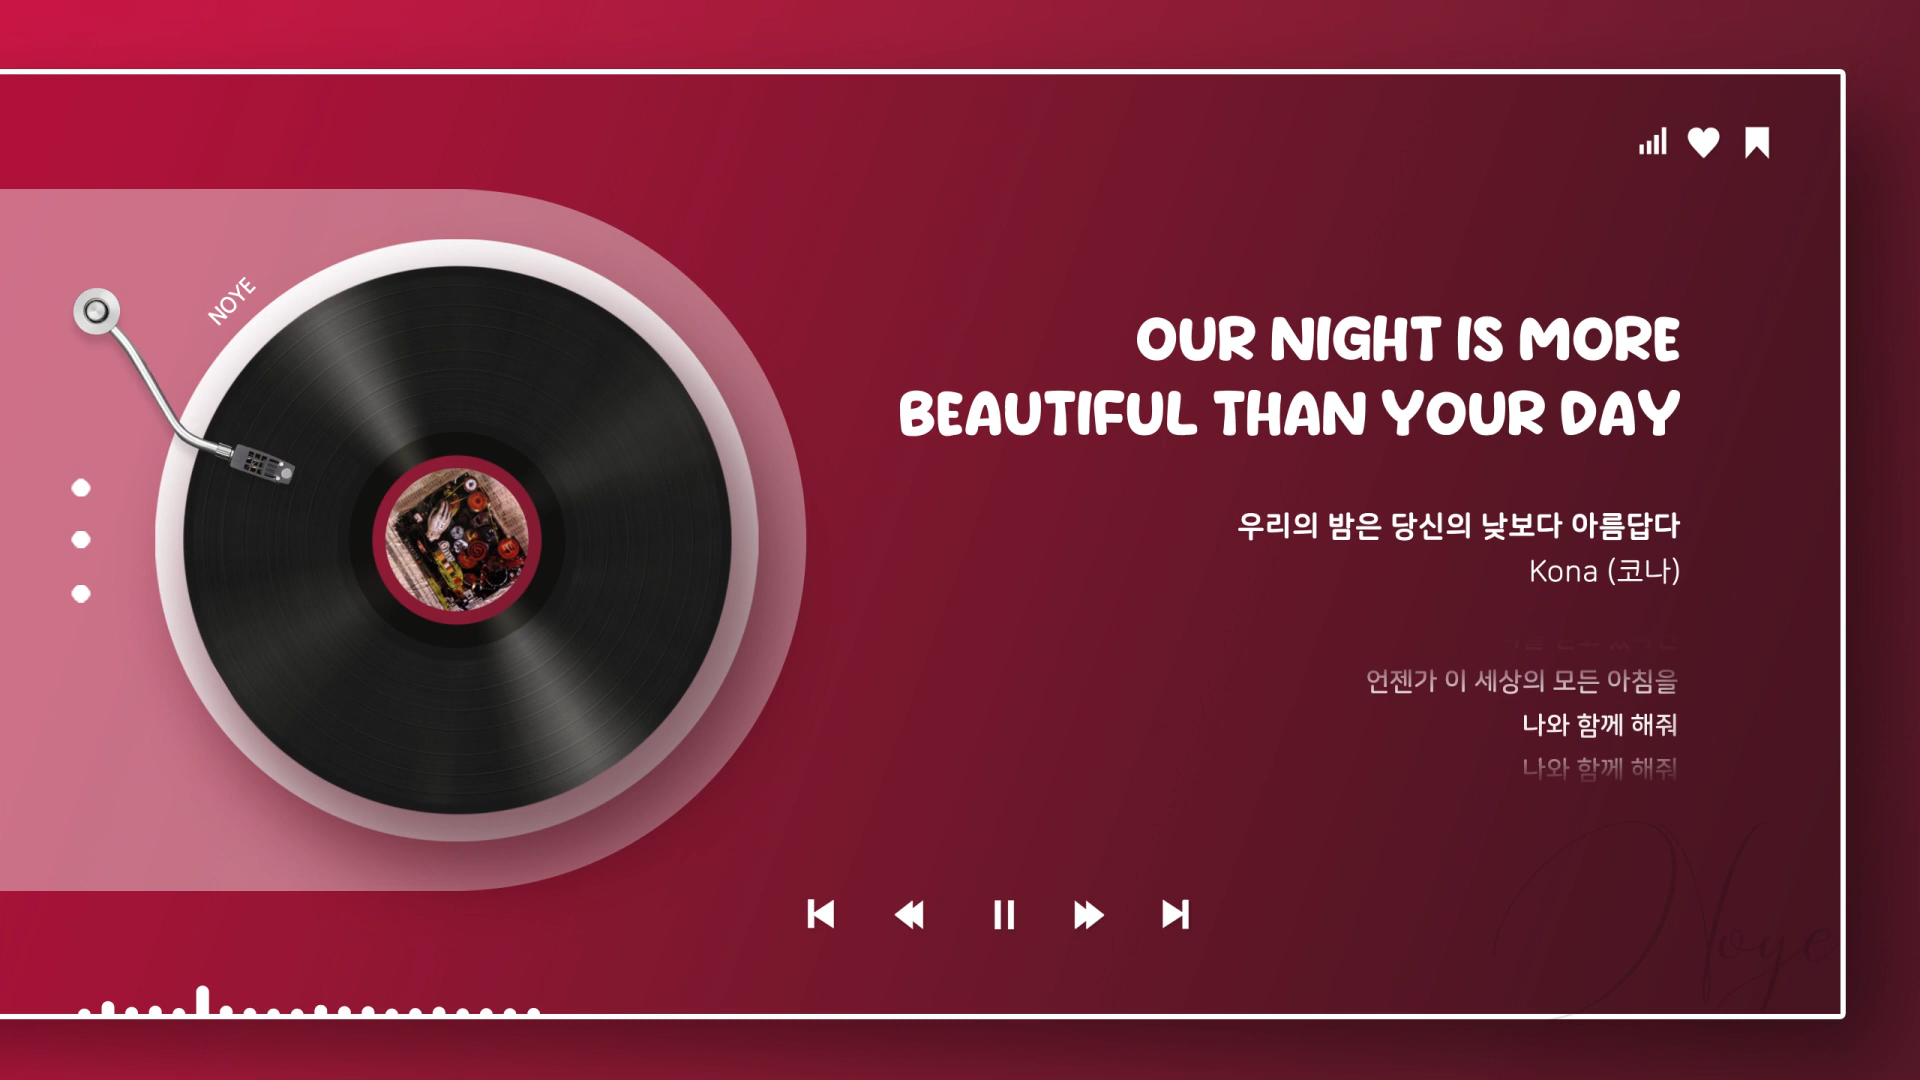 NOYE
OUR NIGHT IS MORE
BEAUTIFUL THAN YOUR DAY
우리의 밤은 당신의 낮보다 아름답다
Kona (코나)
언젠가 이 세상의 모든 아침을
나와 함께 해줘
나와 함께 해줘
Noye